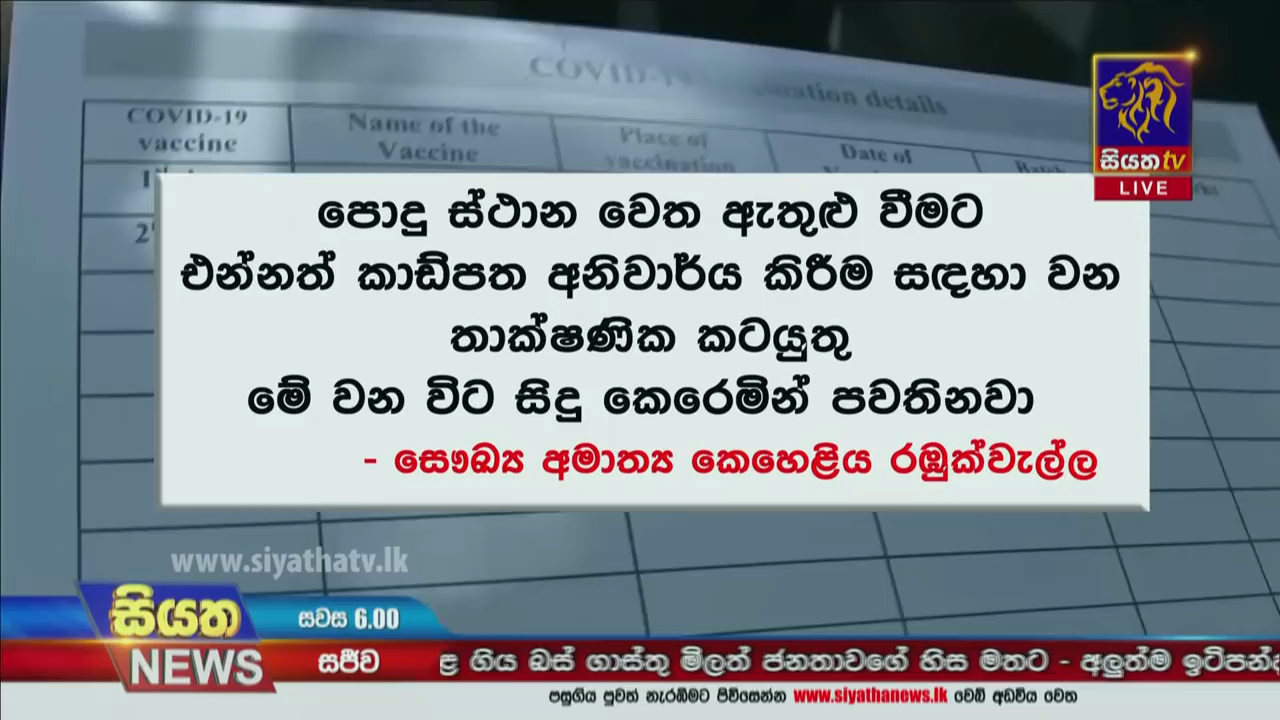 COVID-19 details
COVID-19 vaccine
Name of the Vaccine
Place of vaccination
Date of
සියත tv
LIVE
පොදු ස්ථාන වෙත ඇතුළු වීමට
එන්නත් කාඩ්පත අනිවාර්ය කිරීම සඳහා වන
තාක්ෂණික කටයුතු
මේ වන විට සිදු කෙරෙමින් පවතිනවා
- සෞඛ්‍ය අමාත්‍ය කෙහෙළිය රඹුක්වැල්ල
www.siyathatv.lk
සියත
NEWS
සවස 6.00
සජීව
ළ ගිය බස් ගාස්තු මිලත් ජනතාවගේ හිස මතට - අලුත්ම ඉටිපන්ද
පසුගිය පුවත් නැරඹීමට පිවිසෙන්න www.siyathanews.lk වෙබ් අඩවිය වෙත